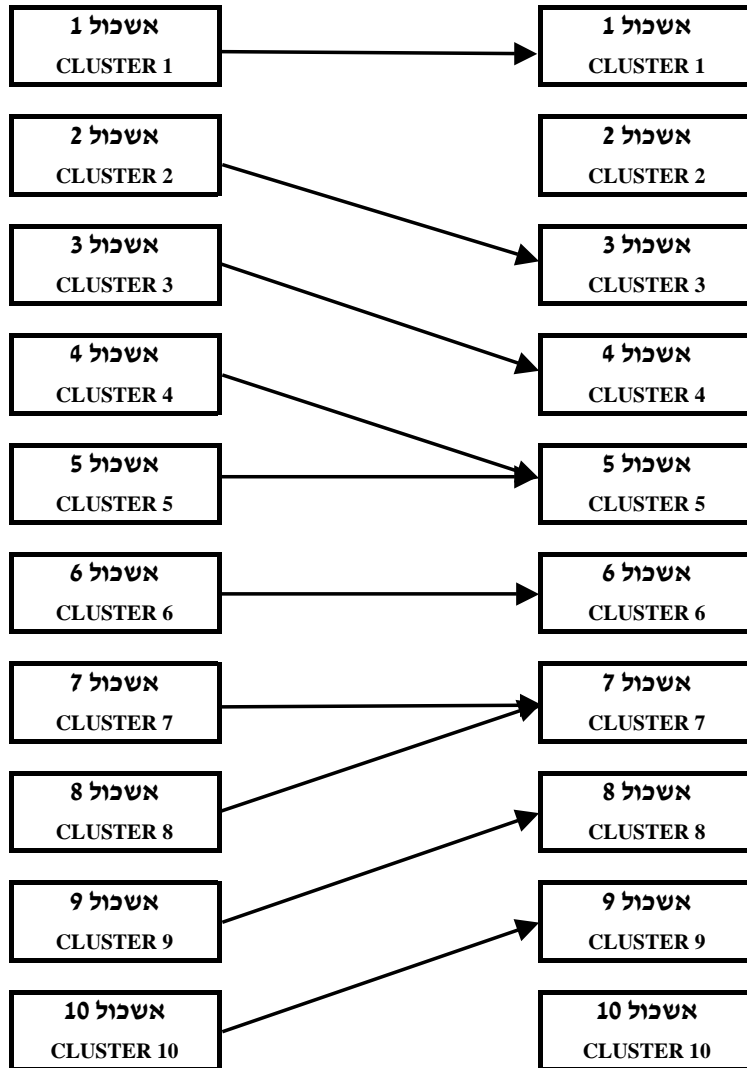 אשכול 1
CLUSTER 1
אשכול 1
CLUSTER 1
אשכול 2
CLUSTER 2
אשכול 2
CLUSTER 2
אשכול 3
CLUSTER 3
אשכול 3
CLUSTER 3
אשכול 4
CLUSTER 4
אשכול 4
CLUSTER 4
אשכול 5
CLUSTER 5
אשכול 5
CLUSTER 5
אשכול 6
CLUSTER 6
אשכול 6
CLUSTER 6
אשכול 7
CLUSTER 7
אשכול 7
CLUSTER 7
אשכול 8
CLUSTER 8
אשכול 8
CLUSTER 8
אשכול 9
CLUSTER 9
אשכול 9
CLUSTER 9
אשכול 10
CLUSTER 10
אשכול 10
CLUSTER 10